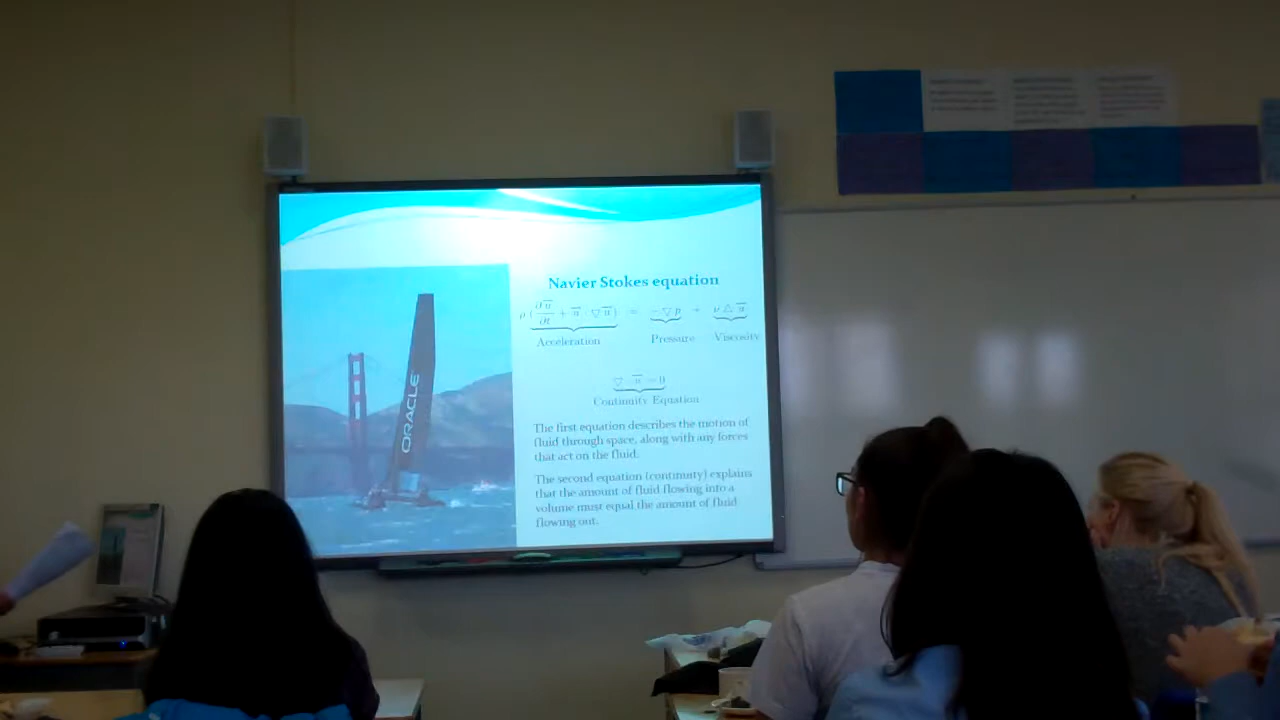 Navier Stokes equation
ρ (∂u̅/∂t + u̅ · ▽u̅) = −▽p + ν△u̅
Acceleration Pressure Viscosity
▽ · u̅ = 0
Continuity Equation
The first equation describes the motion of
fluid through space, along with any forces
that act on the fluid.
The second equation (continuity) explains
that the amount of fluid flowing into a
volume must equal the amount of fluid
flowing out.
ORACLE